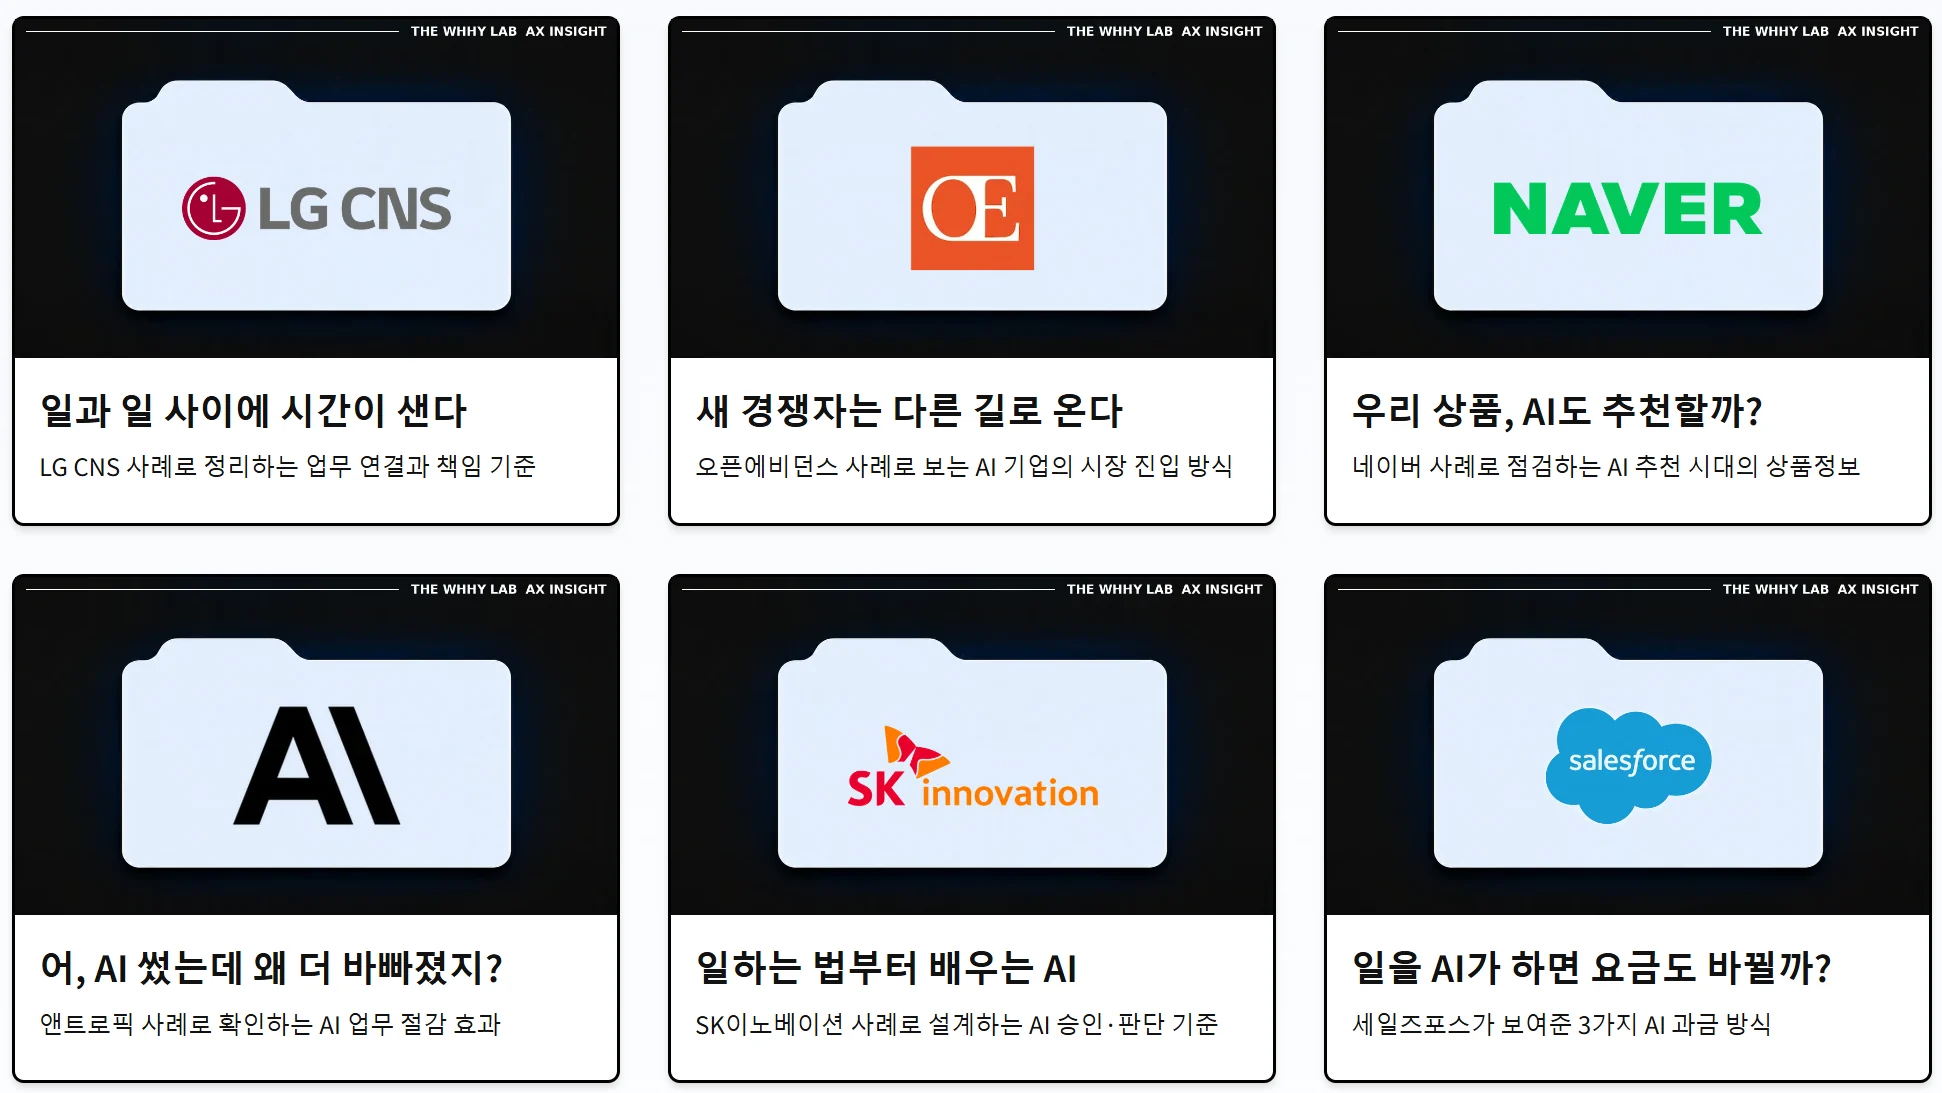 THE WHHY LAB AX INSIGHT
LG CNS
일과 일 사이에 시간이 샌다
LG CNS 사례로 정리하는 업무 연결과 책임 기준
THE WHHY LAB AX INSIGHT
Œ
새 경쟁자는 다른 길로 온다
오픈에비던스 사례로 보는 AI 기업의 시장 진입 방식
THE WHHY LAB AX INSIGHT
NAVER
우리 상품, AI도 추천할까?
네이버 사례로 점검하는 AI 추천 시대의 상품정보
THE WHHY LAB AX INSIGHT
A\
어, AI 썼는데 왜 더 바빠졌지?
앤트로픽 사례로 확인하는 AI 업무 절감 효과
THE WHHY LAB AX INSIGHT
SK innovation
일하는 법부터 배우는 AI
SK이노베이션 사례로 설계하는 AI 승인·판단 기준
THE WHHY LAB AX INSIGHT
salesforce
일을 AI가 하면 요금도 바뀔까?
세일즈포스가 보여준 3가지 AI 과금 방식